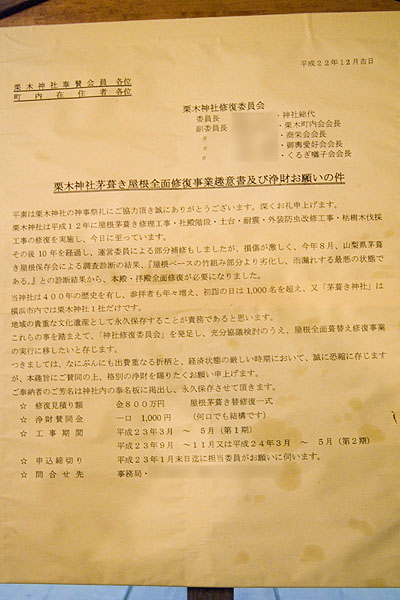 平成２２年１２月吉日
栗木神社奉賛会員 各位
町内在住者 各位
栗木神社修復委員会
委員長 ・神社総代
副委員長 ・栗木町内会会長
〃 ・商栄会会長
〃 ・御輿愛好会会長
〃 ・くるぎ囃子会会長
栗木神社茅葺き屋根全面修復事業趣意書及び浄財お願いの件
平素は栗木神社の神事祭礼にご協力頂き誠にありがとうございます。深くお礼申上げます。
栗木神社は平成１２年に屋根茅葺き修理工事・社殿階段・土台・耐震・外装防虫改修工事・枯樹木伐採
工事の修復を実施し、今日に至っています。
その後１０年を経過し、運営委員による部分補修もしましたが、損傷が激しく、今年８月、山梨県茅葺
き屋根保存会による調査診断の結果、『屋根ベースの竹組み部分より劣化し、雨漏れする最悪の状態で
ある。』との診断結果から、本殿・拝殿全面修復が必要になりました。
当神社は４００年の歴史を有し、参拝者も年々増え、初詣の日は1,000名を超え、又「茅葺き神社」は
横浜市内では栗木神社１社だけです。
地域の貴重な文化遺産として永久保存することが責務であると思います。
これらの事を踏まえて、「神社修復委員会」を発足し、充分協議検討のうえ、屋根全面葺替え修復事業
の実行に移したいと存じます。
つきましては、なにぶんにも出費重なる折柄と、経済状態の厳しい時期において、誠に恐縮に存じます
が、本趣旨にご賛同の上、格別の浄財を賜りたくお願い申上げます。
ご奉納者のご芳名は神社内の奉名板に掲出し、永久保存させて頂きます。
☆ 修復見積り額 金８００万円 屋根茅葺き替修復一式
☆ 浄財賛同金 一口 1,000円 （何口でも結構です）
☆ 工事期間 平成２３年３月 ～ ５月（第１期）
平成２３年９月 ～１１月又は平成２４年３月 ～ ５月（第２期）
☆ 申込締切り 平成２３年１月末日迄に担当委員がお願いに伺います。
☆ 問合せ先 事務局・